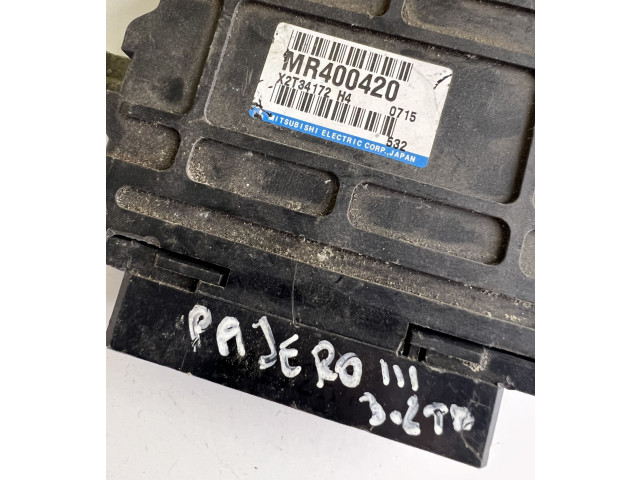 MR400420
X2T34172 H4 0715
532
MITSUBISHI ELECTRIC CORP. JAPAN
PAJERO III
3.2TD